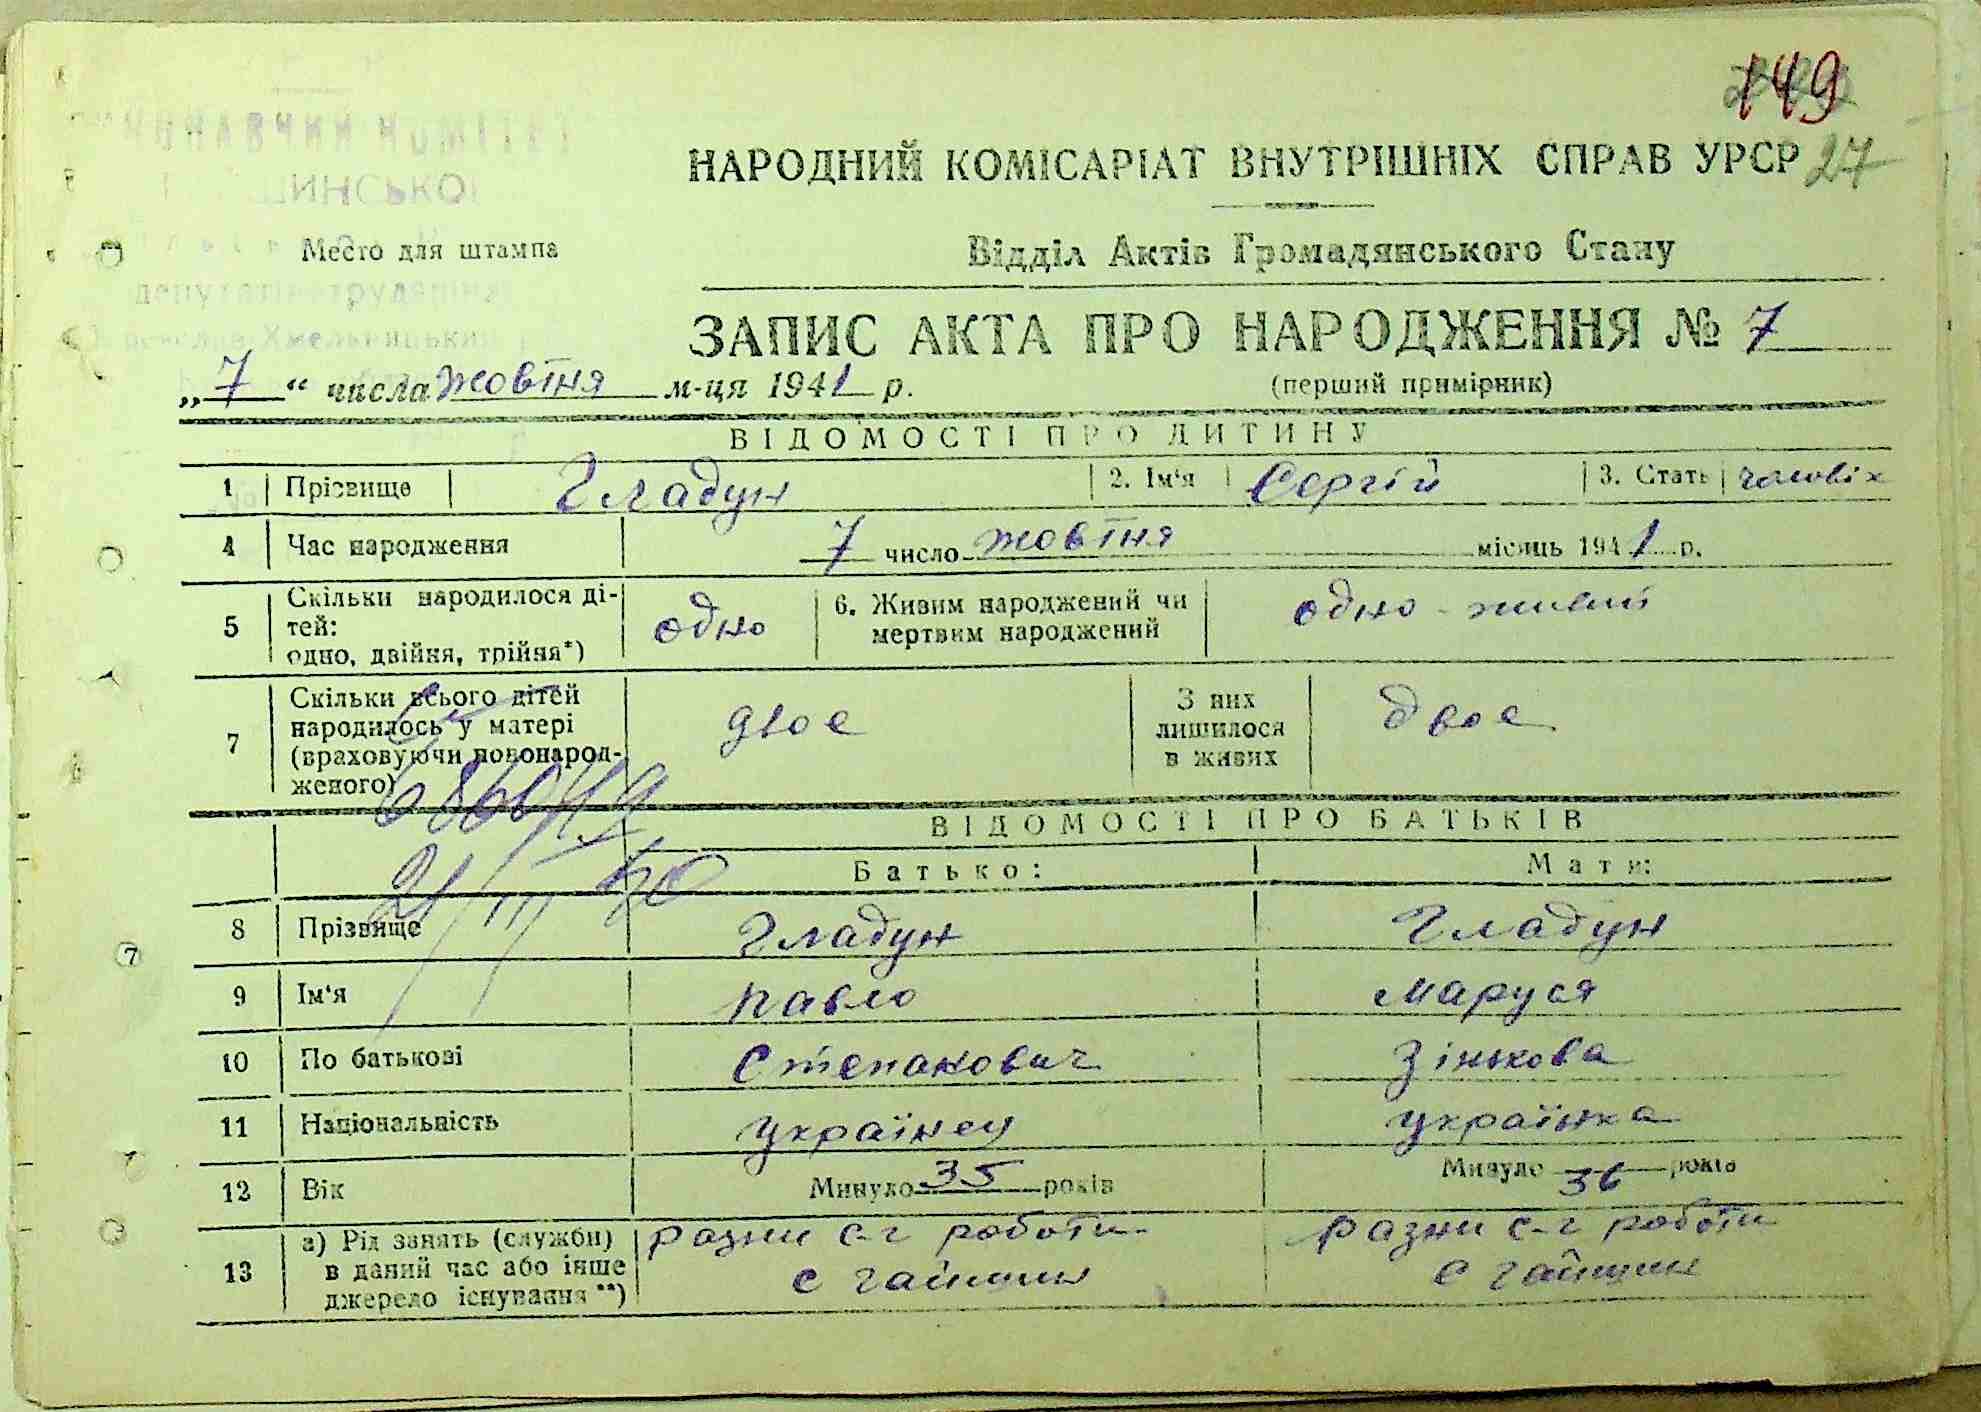 149
НАРОДНИЙ КОМІСАРІАТ ВНУТРІШНІХ СПРАВ УРСР 27
Відділ Актів Громадянського Стану
Место для штампа
ЗАПИС АКТА ПРО НАРОДЖЕННЯ № 7
(перший примірник)
„7“ числа жовтня м-ця 1941 р.
ВІДОМОСТІ ПРО ДИТИНУ
1 Прізвище Гладун 2. Ім'я Сергій 3. Стать чоловік
4 Час народження 7 число жовтня місяць 1941 р.
5 Скільки народилося ді-
тей:
одно, двійня, трійня*) одно
6. Живим народжений чи
мертвим народжений одно - живий
7 Скільки всього дітей
народилось у матері
(враховуючи новонарод-
женого) двоє
З них
лишилося
в живих двоє
ВІДОМОСТІ ПРО БАТЬКІВ
Батько: Мати:
8 Прізвище Гладун Гладун
9 Ім'я Павло Маруся
10 По батькові Степанович Зінькова
11 Національність українец українка
12 Вік Минуло 35 років Минуло 36 років
13 а) Рід занять (служби)
в даний час або інше
джерело існування**)
Разни с-г роботи Разни с-г роботи
с с
7